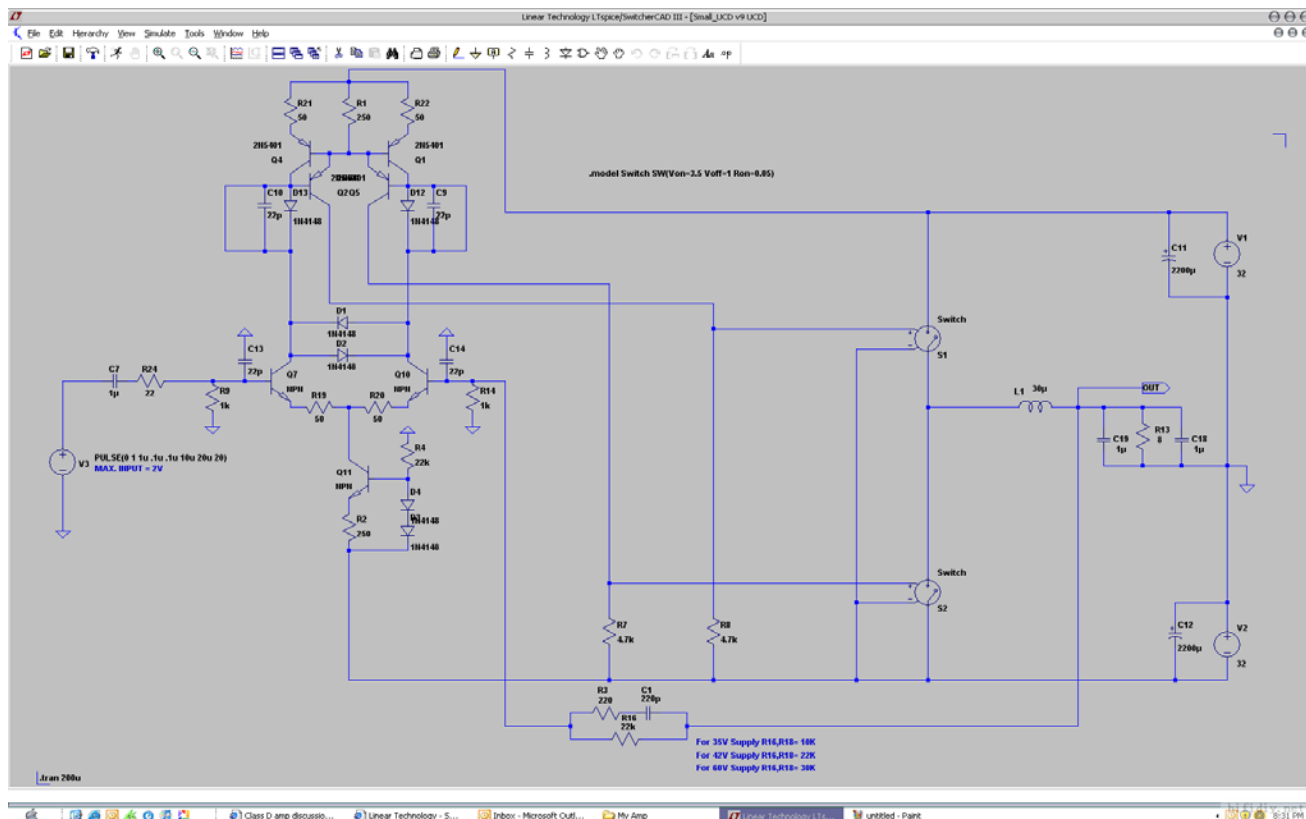 Linear Technology LTspice/SwitcherCAD III - [Small_UCD v9 UCD]
File Edit Hierarchy View Simulate Tools Window Help
R21
50
R1
250
R22
50
2N5401
Q4
2N5401
Q1
.model Switch SW(Von=3.5 Voff=1 Ron=0.05)
C10
22p
D13
1N4148
Q2
Q5
D12
1N4148
C9
22p
C11
2200µ
V1
32
D1
1N4148
D2
1N4148
Switch
S1
C13
22p
C14
22p
C7
1µ
R24
22
R9
1k
Q7
NPN
Q10
NPN
R14
1k
R19
50
R20
50
L1
30µ
OUT
C19
1µ
R13
8
C18
1µ
V3
PULSE(0 1 1u .1u .1u 10u 20u 20)
MAX. INPUT = 2V
R4
22k
Q11
NPN
D4
R2
250
1N4148
1N4148
Switch
S2
R7
4.7k
R8
4.7k
C12
2200µ
V2
32
R3
220
C1
220p
R16
22k
For 35V Supply R16,R18= 10K
For 42V Supply R16,R18= 22K
For 60V Supply R16,R18= 30K
.tran 200u
hifidiy.net
Class D amp discussio...
Linear Technology - S...
Inbox - Microsoft Outl...
My Amp
Linear Technology LTs...
untitled - Paint
8:31 PM